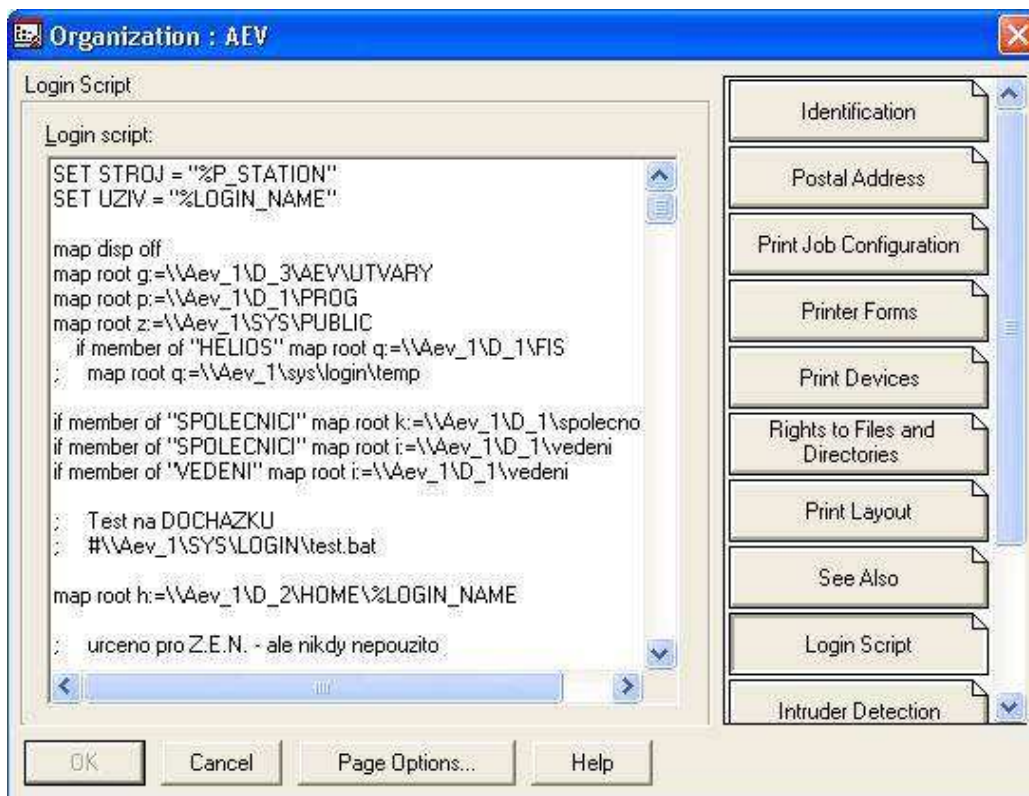 Organization : AEV
Login Script
Login script:
SET STROJ = "%P_STATION"
SET UZIV = "%LOGIN_NAME"
map disp off
map root g:=\\Aev_1\D_3\AEV\UTVARY
map root p:=\\Aev_1\D_1\PROG
map root z:=\\Aev_1\SYS\PUBLIC
if member of "HELIOS" map root q:=\\Aev_1\D_1\FIS
; map root q:=\\Aev_1\sys\login\temp
if member of "SPOLECNICI" map root k:=\\Aev_1\D_1\spolecno
if member of "SPOLECNICI" map root i:=\\Aev_1\D_1\vedeni
if member of "VEDENI" map root i:=\\Aev_1\D_1\vedeni
; Test na DOCHAZKU
; #\\Aev_1\SYS\LOGIN\test.bat
map root h:=\\Aev_1\D_2\HOME\%LOGIN_NAME
; urceno pro Z.E.N. - ale nikdy nepouzito
Identification
Postal Address
Print Job Configuration
Printer Forms
Print Devices
Rights to Files and
Directories
Print Layout
See Also
Login Script
Intruder Detection
OK
Cancel
Page Options...
Help